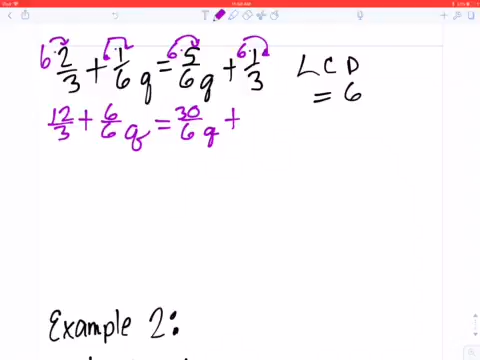 6 · 2/3 + 1/6 q = 6 · 5/6 q + 6 · 1/3 LCD
= 6
12/3 + 6/6 q = 30/6 q +
Example 2: